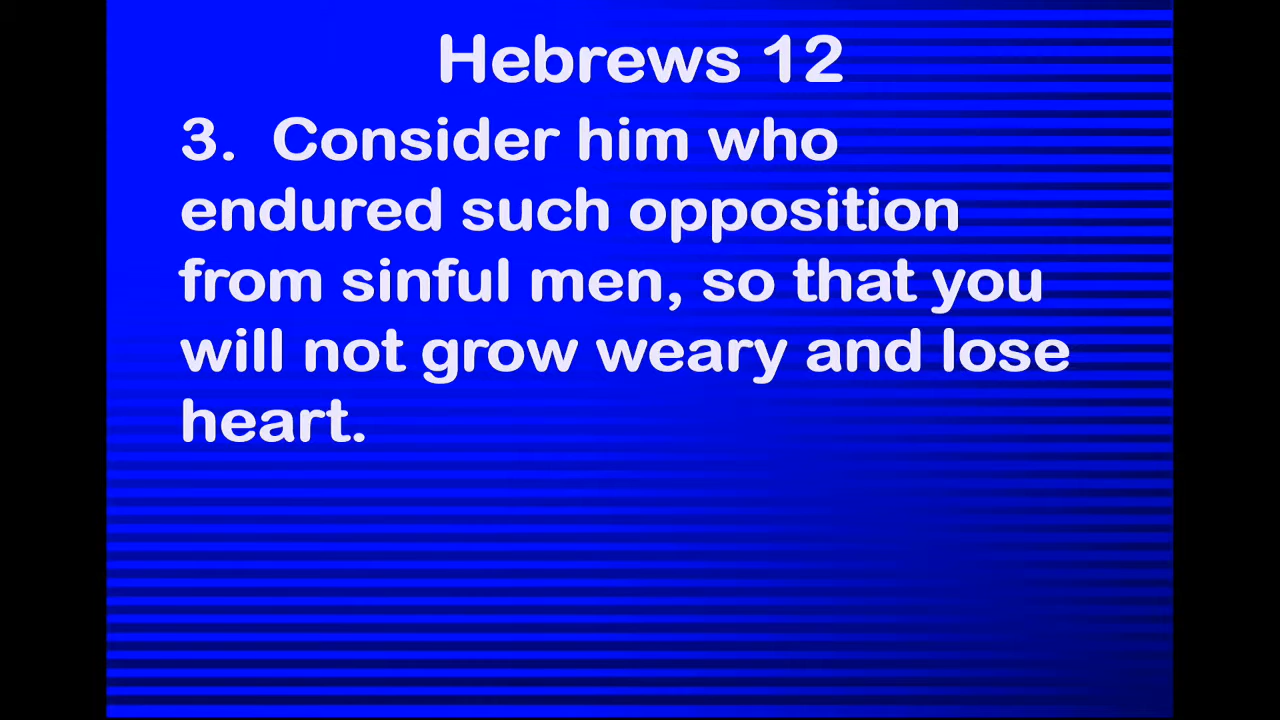 Hebrews 12
3. Consider him who
endured such opposition
from sinful men, so that you
will not grow weary and lose
heart.